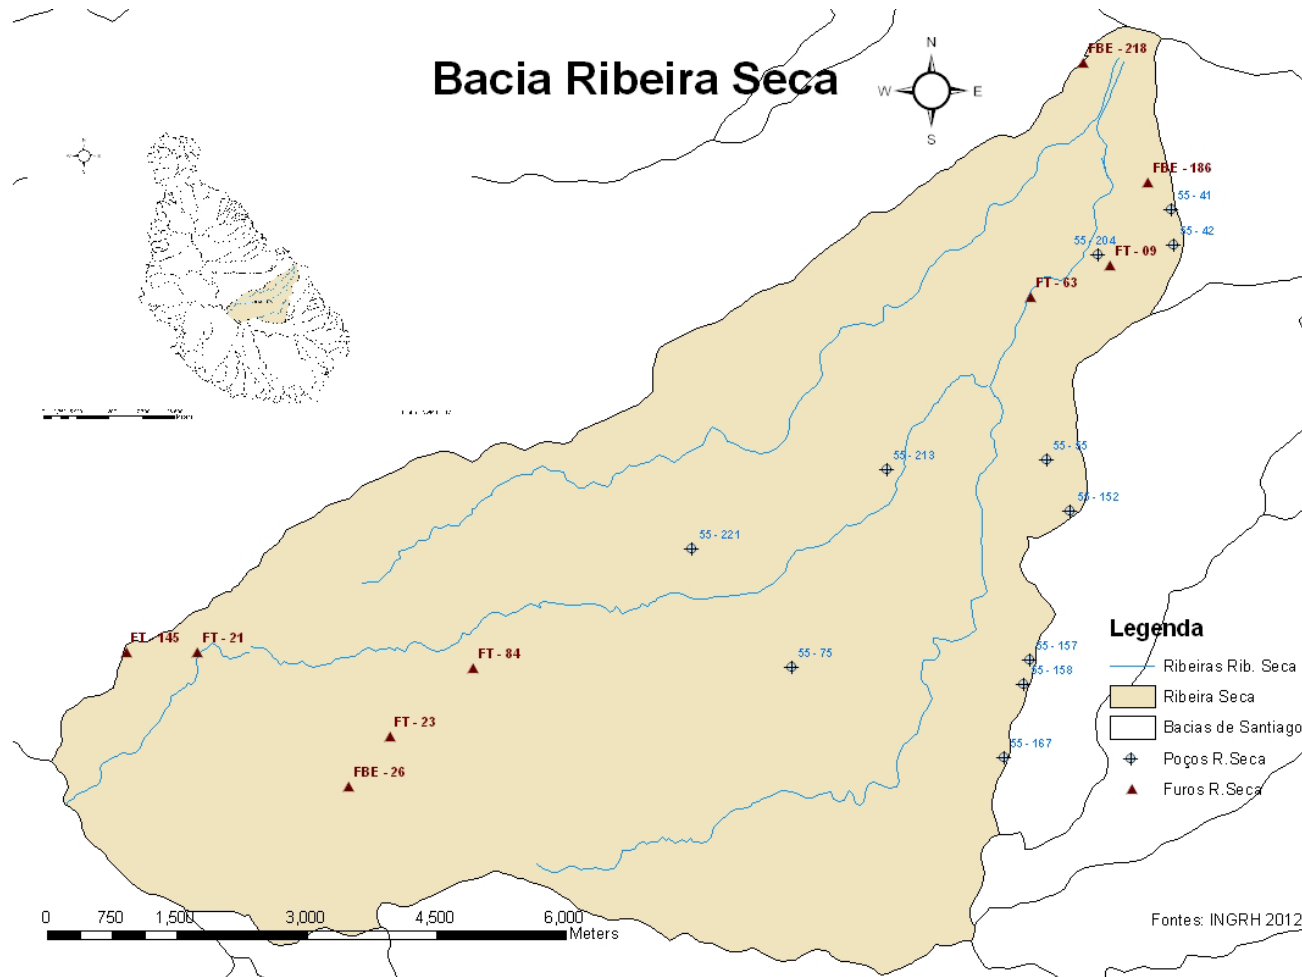 Bacia Ribeira Seca
N
W
E
S
FBE - 218
FBE - 186
55 - 41
55 - 42
55 - 204
FT - 09
FT - 63
55 - 213
55 - 55
55 - 152
55 - 221
FT - 145
FT - 21
FT - 84
55 - 75
55 - 157
55 - 158
FT - 23
55 - 167
FBE - 26
Legenda
Ribeiras Rib. Seca
Ribeira Seca
Bacias de Santiago
Poços R.Seca
Furos R.Seca
0 750 1,500 3,000 4,500 6,000
Meters
Fontes: INGRH 2012